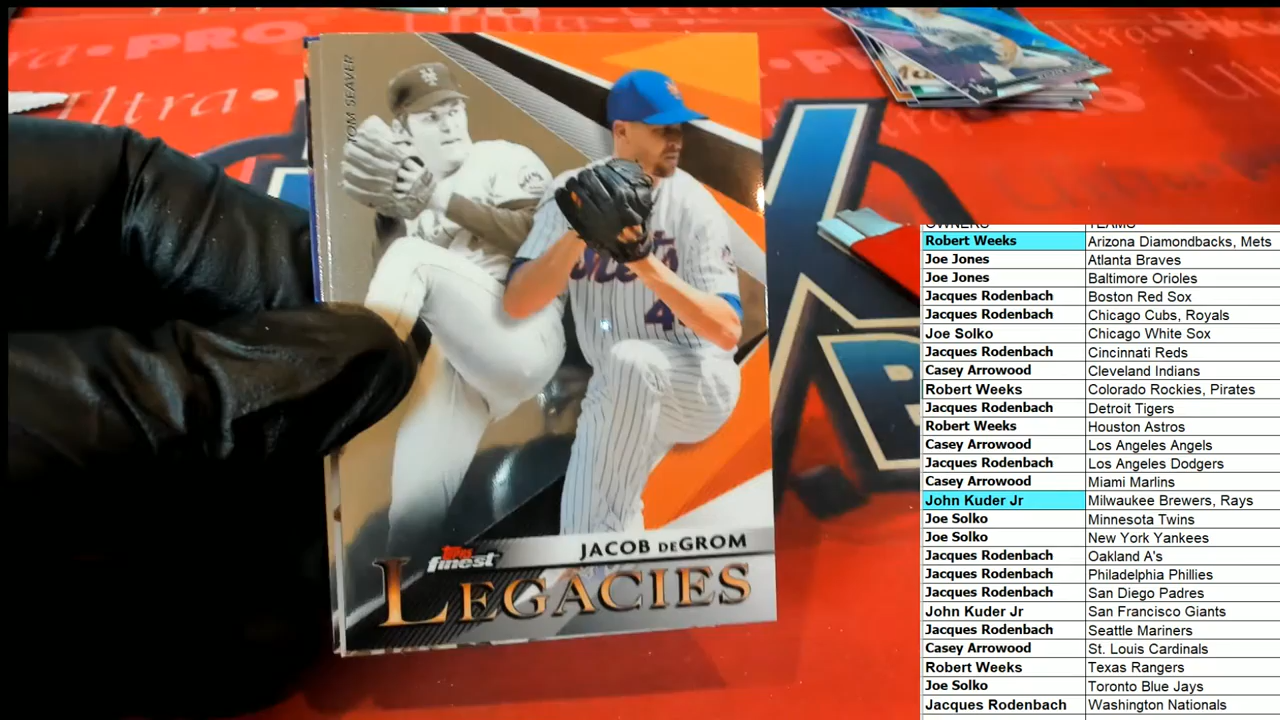 TOM SEAVER
Mets
Topps
finest
JACOB DEGROM
LEGACIES
Ultra•PRO
OWNERS TEAMS
Robert Weeks Arizona Diamondbacks, Mets
Joe Jones Atlanta Braves
Joe Jones Baltimore Orioles
Jacques Rodenbach Boston Red Sox
Jacques Rodenbach Chicago Cubs, Royals
Joe Solko Chicago White Sox
Jacques Rodenbach Cincinnati Reds
Casey Arrowood Cleveland Indians
Robert Weeks Colorado Rockies, Pirates
Jacques Rodenbach Detroit Tigers
Robert Weeks Houston Astros
Casey Arrowood Los Angeles Angels
Jacques Rodenbach Los Angeles Dodgers
Casey Arrowood Miami Marlins
John Kuder Jr Milwaukee Brewers, Rays
Joe Solko Minnesota Twins
Joe Solko New York Yankees
Jacques Rodenbach Oakland A's
Jacques Rodenbach Philadelphia Phillies
Jacques Rodenbach San Diego Padres
John Kuder Jr San Francisco Giants
Jacques Rodenbach Seattle Mariners
Casey Arrowood St. Louis Cardinals
Robert Weeks Texas Rangers
Joe Solko Toronto Blue Jays
Jacques Rodenbach Washington Nationals